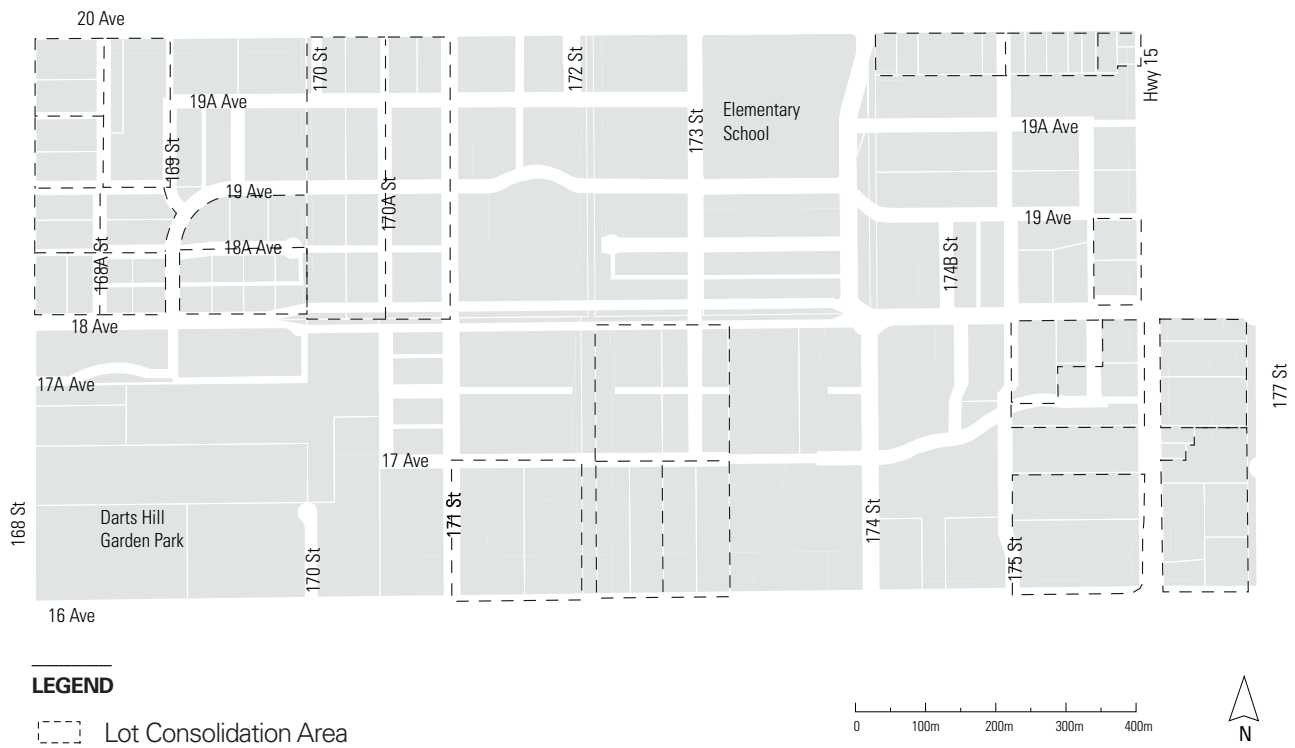 20 Ave
170 St
172 St
Hwy 15
19A Ave
Elementary
School
173 St
19A Ave
169 St
19 Ave
170A St
19 Ave
168A St
18A Ave
174B St
18 Ave
17A Ave
177 St
17 Ave
168 St
Darts Hill
Garden Park
171 St
174 St
170 St
175 St
16 Ave
LEGEND
Lot Consolidation Area
0 100m 200m 300m 400m
N